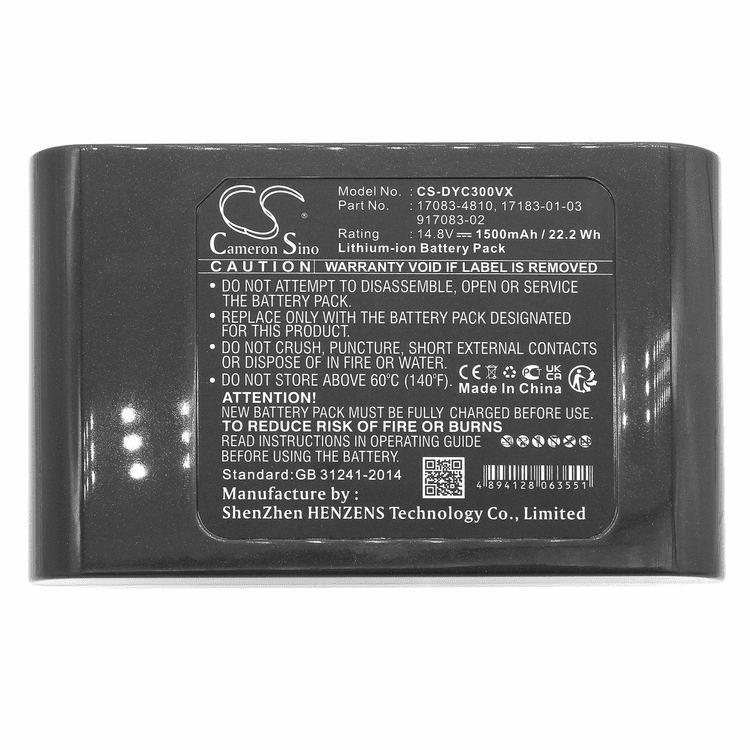 CS
Cameron Sino
Model No. : CS-DYC300VX
Part No. : 17083-4810, 17183-01-03
917083-02
Rating : 14.8V⎓ 1500mAh / 22.2 Wh
Lithium-ion Battery Pack
CAUTION WARRANTY VOID IF LABEL IS REMOVED
• DO NOT ATTEMPT TO DISASSEMBLE, OPEN OR SERVICE
THE BATTERY PACK.
• REPLACE ONLY WITH THE BATTERY PACK DESIGNATED
FOR THIS PRODUCT.
• DO NOT CRUSH, PUNCTURE, SHORT EXTERNAL CONTACTS
OR DISPOSE OF IN FIRE OR WATER.
• DO NOT STORE ABOVE 60°C (140°F).
CE UK CA
Made In China
ATTENTION!
NEW BATTERY PACK MUST BE FULLY CHARGED BEFORE USE.
TO REDUCE RISK OF FIRE OR BURNS
READ INSTRUCTIONS IN OPERATING GUIDE
BEFORE USING BATTERY.
Standard:GB 31241-2014
Manufacture by :
ShenZhen HENZENS Technology Co., Limited
4 894128 063551